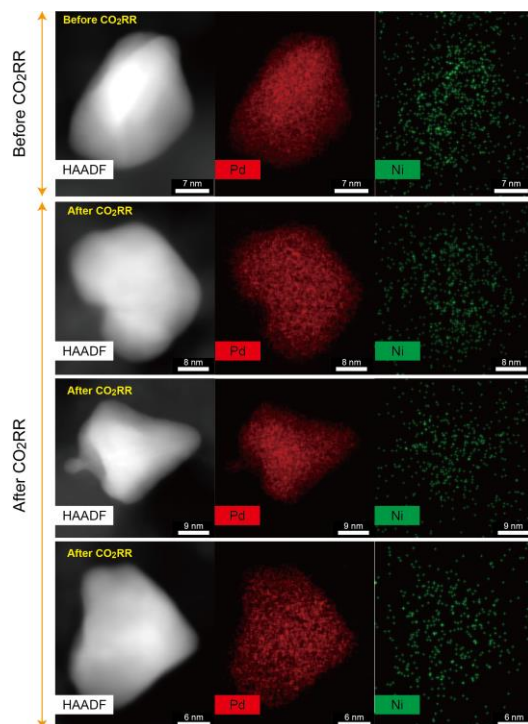 Before CO₂RR
Before CO₂RR
HAADF
7 nm
Pd
7 nm
Ni
7 nm
After CO₂RR
After CO₂RR
HAADF
8 nm
Pd
8 nm
Ni
8 nm
After CO₂RR
HAADF
9 nm
Pd
9 nm
Ni
9 nm
After CO₂RR
HAADF
6 nm
Pd
6 nm
Ni
6 nm